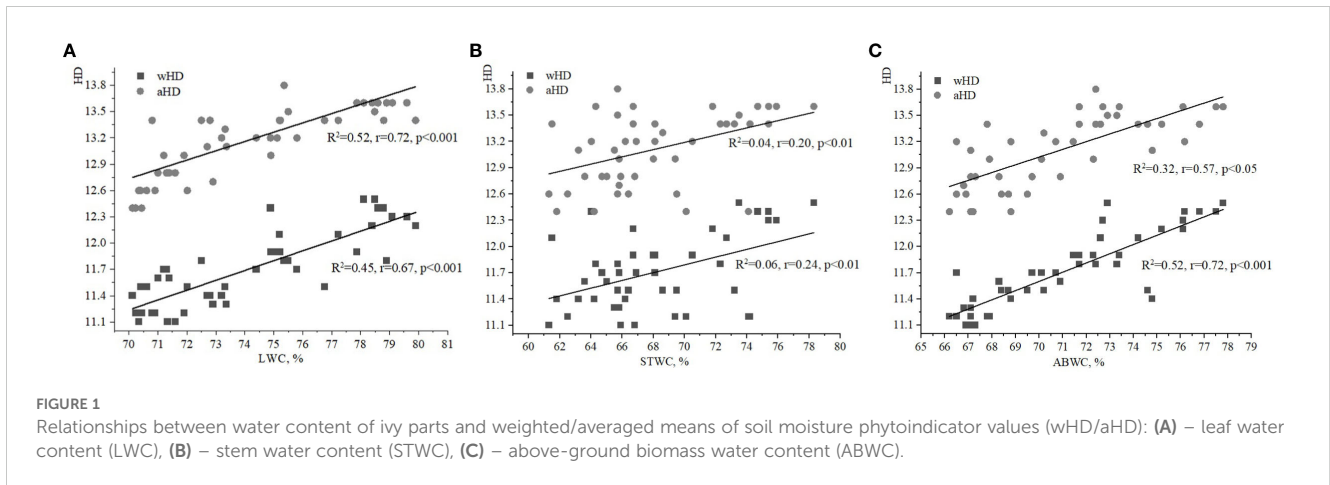 A
HD
wHD
aHD
13.8
13.5
13.2
12.9
12.6
12.3
12.0
11.7
11.4
11.1
R²=0.52, r=0.72, p<0.001
R²=0.45, r=0.67, p<0.001
70 71 72 73 74 75 76 77 78 79 80 81
LWC, %
B
HD
wHD
aHD
13.8
13.5
13.2
12.9
12.6
12.3
12.0
11.7
11.4
11.1
R²=0.04, r=0.20, p<0.01
R²=0.06, r=0.24, p<0.01
60 62 64 66 68 70 72 74 76 78 80
STWC, %
C
HD
wHD
aHD
13.8
13.5
13.2
12.9
12.6
12.3
12.0
11.7
11.4
11.1
R²=0.32, r=0.57, p<0.05
R²=0.52, r=0.72, p<0.001
65 66 67 68 69 70 71 72 73 74 75 76 77 78 79
ABWC, %
FIGURE 1
Relationships between water content of ivy parts and weighted/averaged means of soil moisture phytoindicator values (wHD/aHD): (A) – leaf water
content (LWC), (B) – stem water content (STWC), (C) – above-ground biomass water content (ABWC).